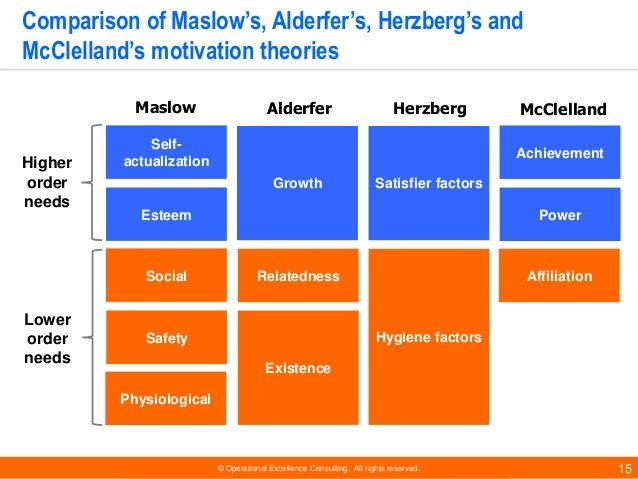 Comparison of Maslow's, Alderfer's, Herzberg's and
McClelland's motivation theories
Maslow Alderfer Herzberg McClelland
Higher
order
needs
Self-
actualization
Growth
Satisfier factors
Achievement
Esteem
Power
Lower
order
needs
Social
Relatedness
Hygiene factors
Affiliation
Safety
Existence
Physiological
© Operational Excellence Consulting. All rights reserved.
15